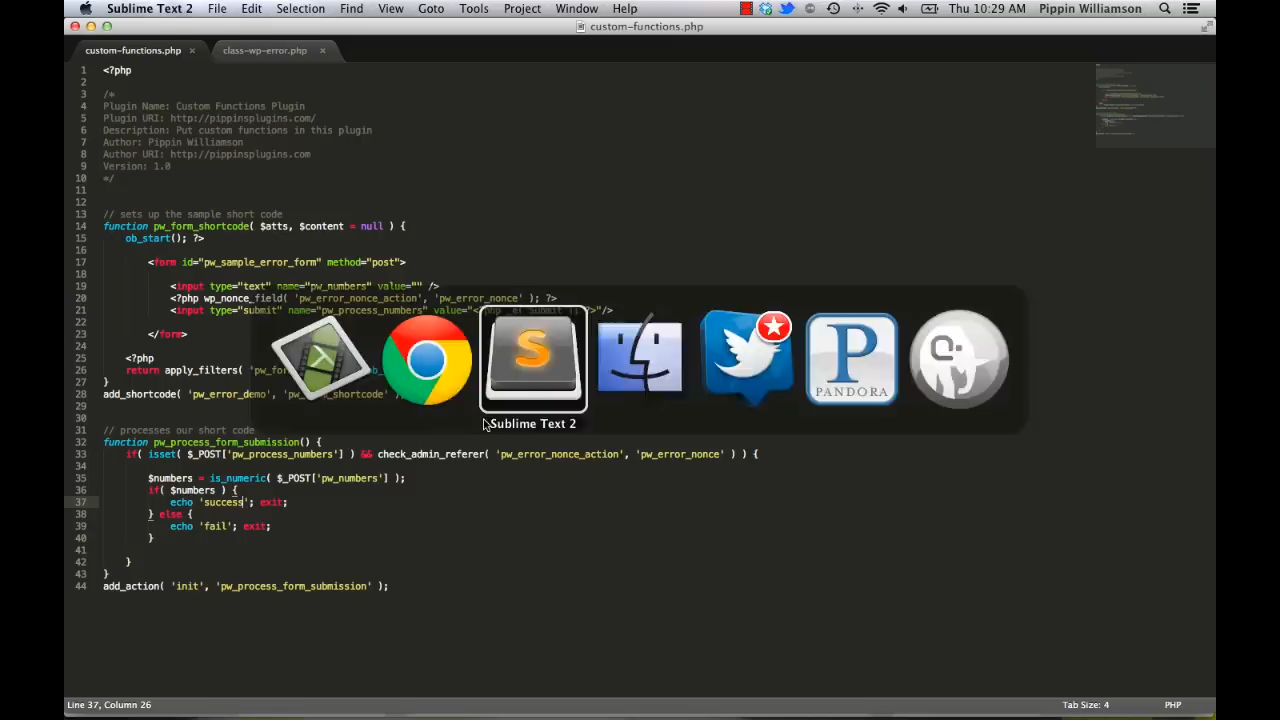 Sublime Text 2 File Edit Selection Find View Goto Tools Project Window Help Thu 10:29 AM Pippin Williamson
custom-functions.php
custom-functions.php × class-wp-error.php ×
1 <?php
2
3 /*
4 Plugin Name: Custom Functions Plugin
5 Plugin URI: http://pippinsplugins.com/
6 Description: Put custom functions in this plugin
7 Author: Pippin Williamson
8 Author URI: http://pippinsplugins.com
9 Version: 1.0
10 */
11
12
13 // sets up the sample short code
14 function pw_form_shortcode( $atts, $content = null ) {
15 ob_start(); ?>
16
17 <form id="pw_sample_error_form" method="post">
18
19 <input type="text" name="pw_numbers" value="" />
20 <?php wp_nonce_field( 'pw_error_nonce_action', 'pw_error_nonce' ); ?>
21 <input type="submit" name="pw_process_numbers" value="
22
23 </form>
24
25 <?php
26 return apply_filters(
27 }
28 add_shortcode( 'pw_error_demo',
29
30
31 // processes our short code
32 function pw_process_form_submission() {
33 if( isset( $_POST['pw_process_numbers'] ) && check_admin_referer( 'pw_error_nonce_action', 'pw_error_nonce' ) ) {
34
35 $numbers = is_numeric( $_POST['pw_numbers'] );
36 if( $numbers ) {
37 echo 'success'; exit;
38 } else {
39 echo 'fail'; exit;
40 }
41
42 }
43 }
44 add_action( 'init', 'pw_process_form_submission' );
S
P
PANDORA
Sublime Text 2
Line 37, Column 26 Tab Size: 4 PHP